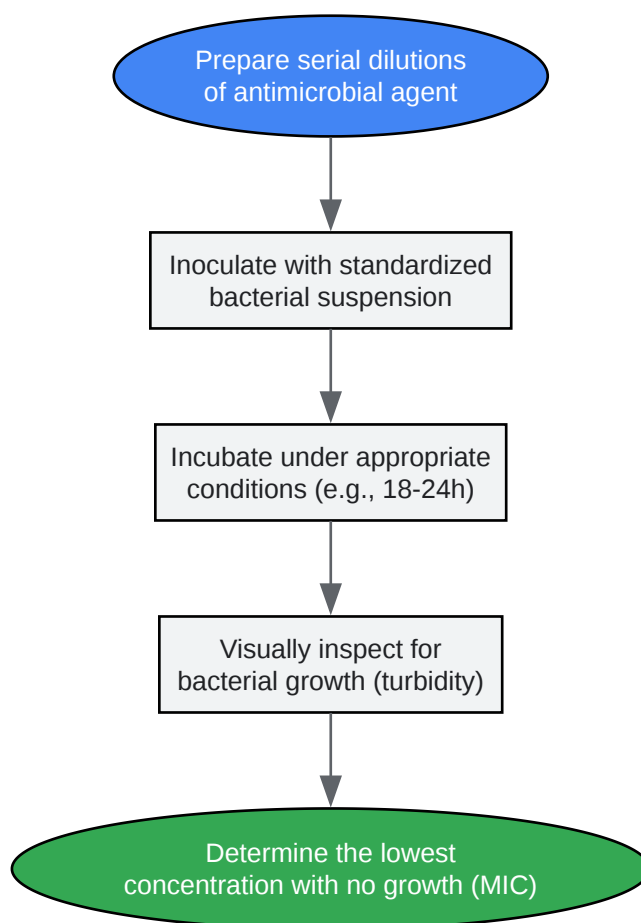 Prepare serial dilutions
of antimicrobial agent
Inoculate with standardized
bacterial suspension
Incubate under appropriate
conditions (e.g., 18-24h)
Visually inspect for
bacterial growth (turbidity)
Determine the lowest
concentration with no growth (MIC)